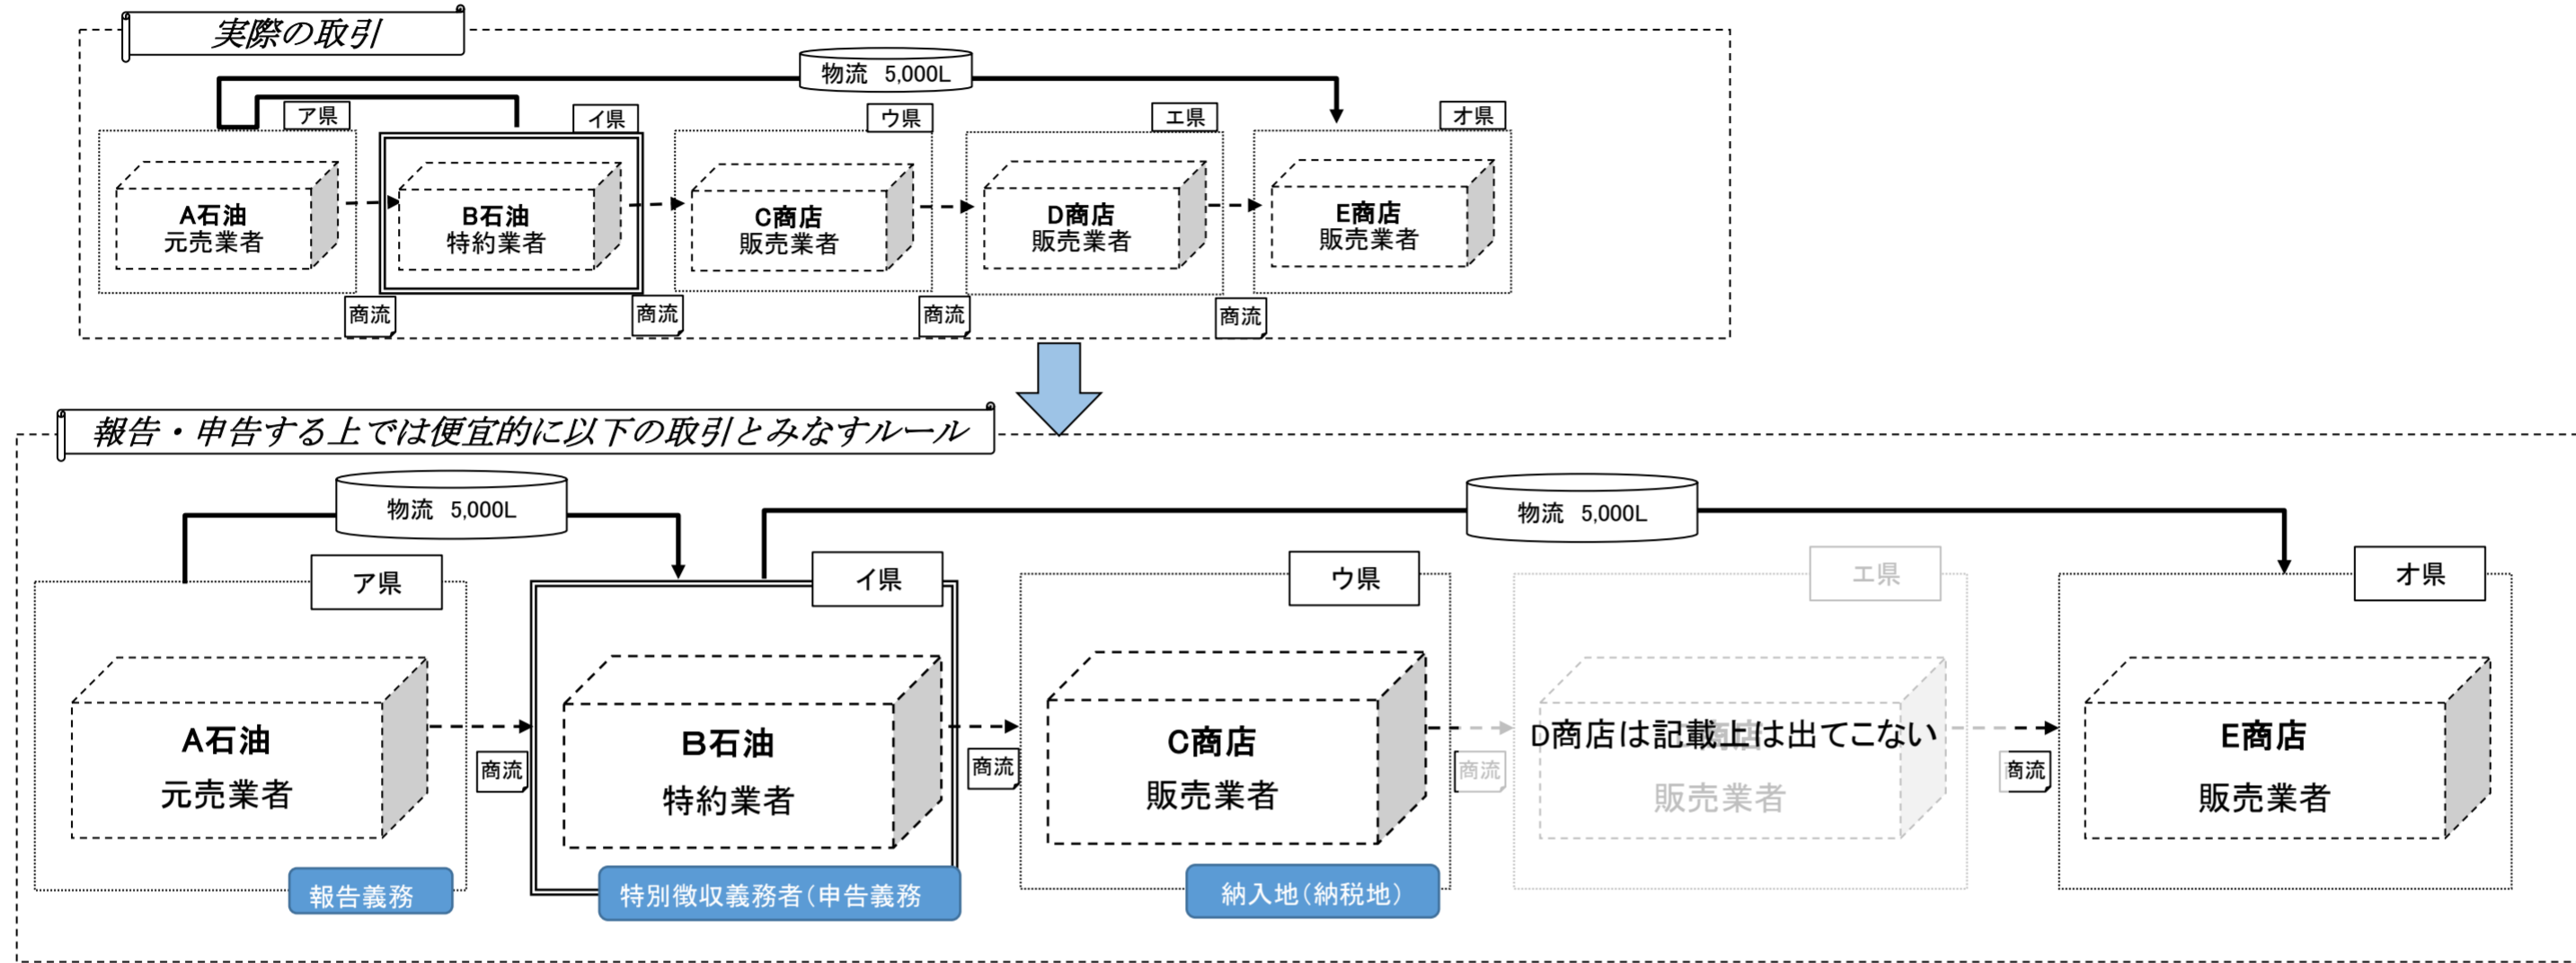 実際の取引
物流 5,000L
ア県
イ県
ウ県
エ県
オ県
A石油
元売業者
B石油
特約業者
C商店
販売業者
D商店
販売業者
E商店
販売業者
商流
商流
商流
商流
報告・申告する上では便宜的に以下の取引とみなすルール
物流 5,000L
物流 5,000L
ア県
イ県
ウ県
エ県
オ県
A石油
元売業者
B石油
特約業者
C商店
販売業者
D商店は記載上は出てこない
販売業者
E商店
販売業者
商流
商流
商流
商流
報告義務
特別徴収義務者(申告義務
納入地(納税地)